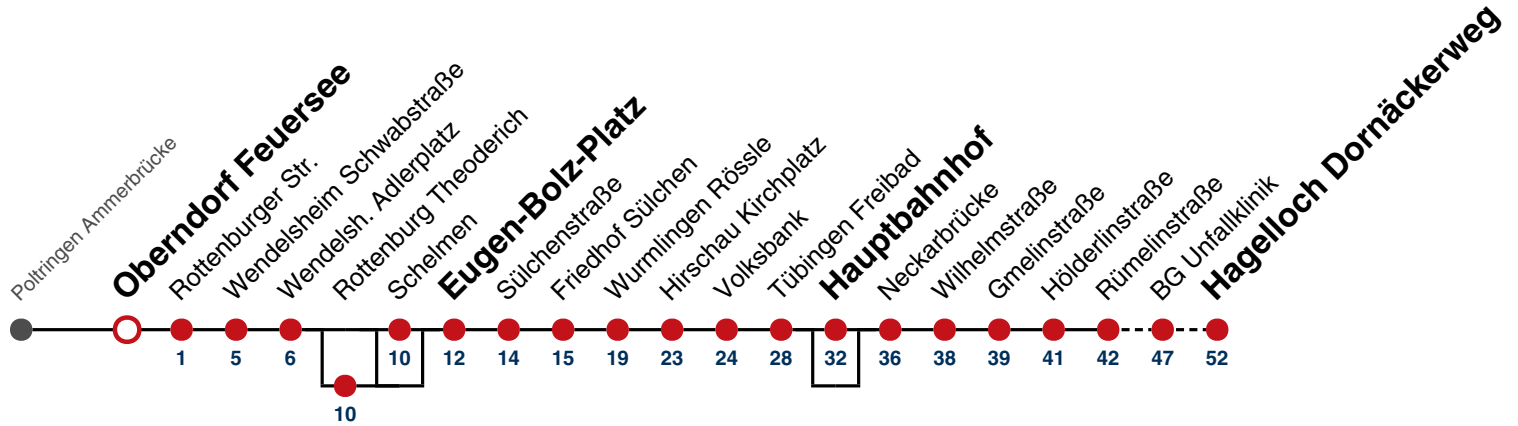 Poltringen Ammerbrücke
Oberndorf Feuersee
Rottenburger Str.
Wendelsheim Schwabstraße
Wendelsh. Adlerplatz
Rottenburg Theoderich
Schelmen
Eugen-Bolz-Platz
Sülchenstraße
Friedhof Sülchen
Wurmlingen Rössle
Hirschau Kirchplatz
Volksbank
Tübingen Freibad
Hauptbahnhof
Neckarbrücke
Wilhelmstraße
Gmelinstraße
Hölderlinstraße
Rümelinstraße
BG Unfallklinik
Hagelloch Dornäckerweg
1 5 6 10 12 14 15 19 23 24 28 32 36 38 39 41 42 47 52
10